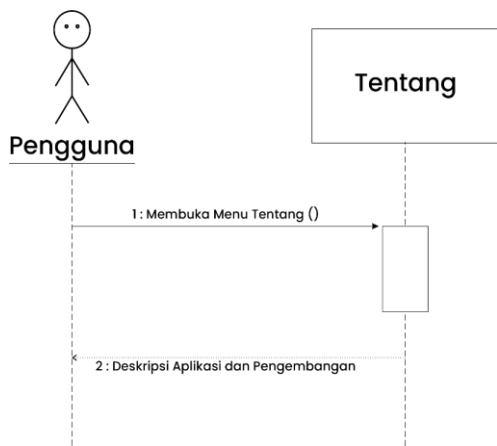 Tentang
Pengguna
1 : Membuka Menu Tentang ()
2 : Deskripsi Aplikasi dan Pengembangan